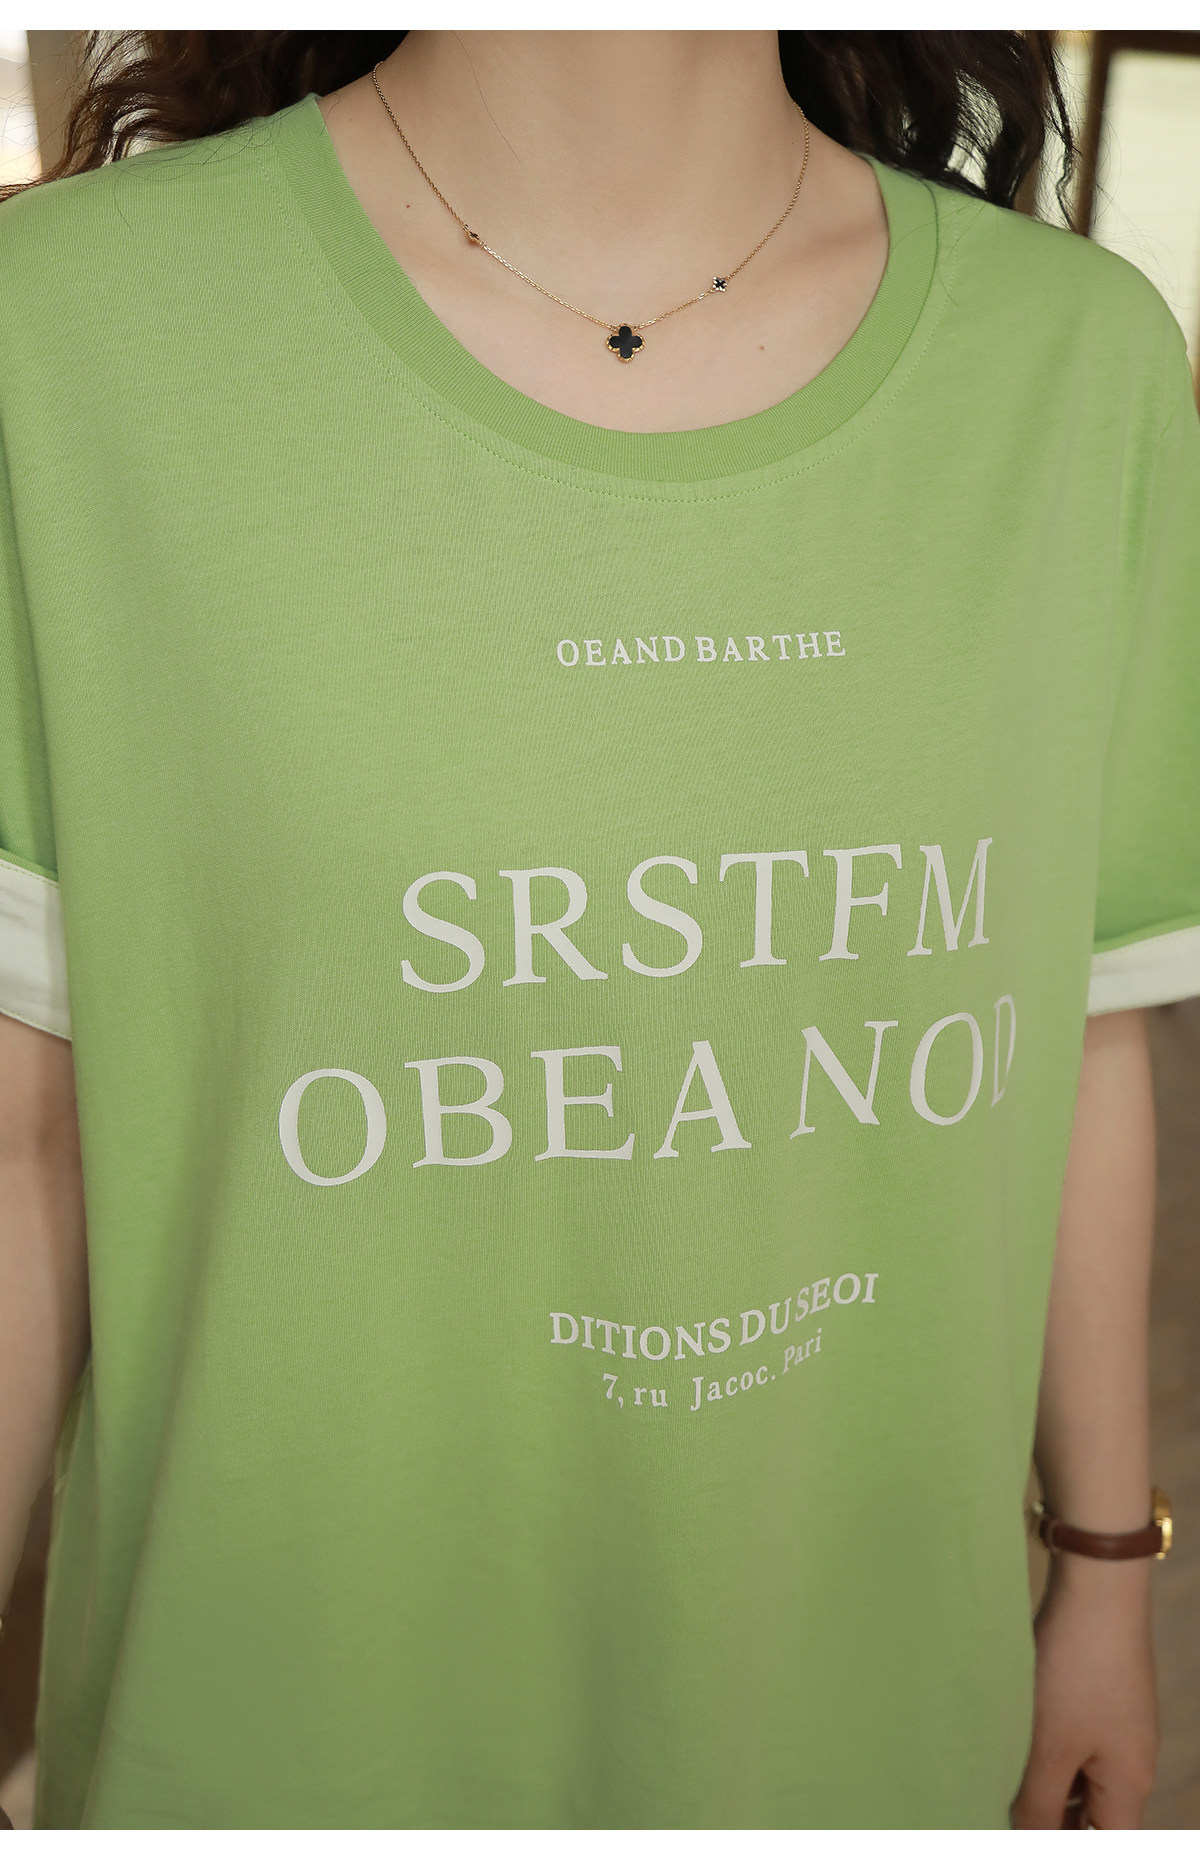 OEAND BARTHE
SRSTFM
OBEA NOD
DITIONS DU SEOI
7, ru Jacoc. Pari